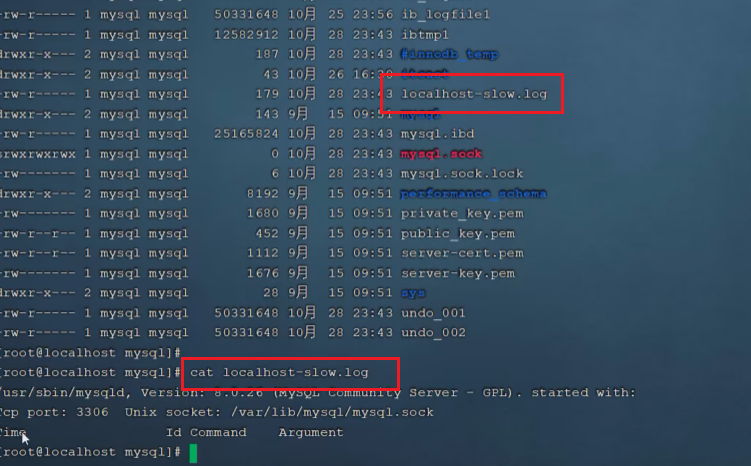 -rw-r----- 1 mysql mysql 50331648 10月 25 23:56 ib_logfile1
-rw-r----- 1 mysql mysql 12582912 10月 28 23:43 ibtmp1
drwxr-x--- 2 mysql mysql 187 10月 28 23:43 #innodb_temp
drwxr-x--- 2 mysql mysql 43 10月 26 16:38 itcast
-rw-r----- 1 mysql mysql 179 10月 28 23:43 localhost-slow.log
drwxr-x--- 2 mysql mysql 143 9月 15 09:51 mysql
-rw-r----- 1 mysql mysql 25165824 10月 28 23:43 mysql.ibd
srwxrwxrwx 1 mysql mysql 0 10月 28 23:43 mysql.sock
-rw------- 1 mysql mysql 6 10月 28 23:43 mysql.sock.lock
drwxr-x--- 2 mysql mysql 8192 9月 15 09:51 performance_schema
-rw------- 1 mysql mysql 1680 9月 15 09:51 private_key.pem
-rw-r--r-- 1 mysql mysql 452 9月 15 09:51 public_key.pem
-rw-r--r-- 1 mysql mysql 1112 9月 15 09:51 server-cert.pem
-rw------- 1 mysql mysql 1676 9月 15 09:51 server-key.pem
drwxr-x--- 2 mysql mysql 28 9月 15 09:51 sys
-rw-r----- 1 mysql mysql 50331648 10月 28 23:43 undo_001
-rw-r----- 1 mysql mysql 50331648 10月 28 23:43 undo_002
[root@localhost mysql]#
[root@localhost mysql]# cat localhost-slow.log
/usr/sbin/mysqld, Version: 8.0.26 (MySQL Community Server - GPL). started with:
Tcp port: 3306 Unix socket: /var/lib/mysql/mysql.sock
Time Id Command Argument
[root@localhost mysql]#